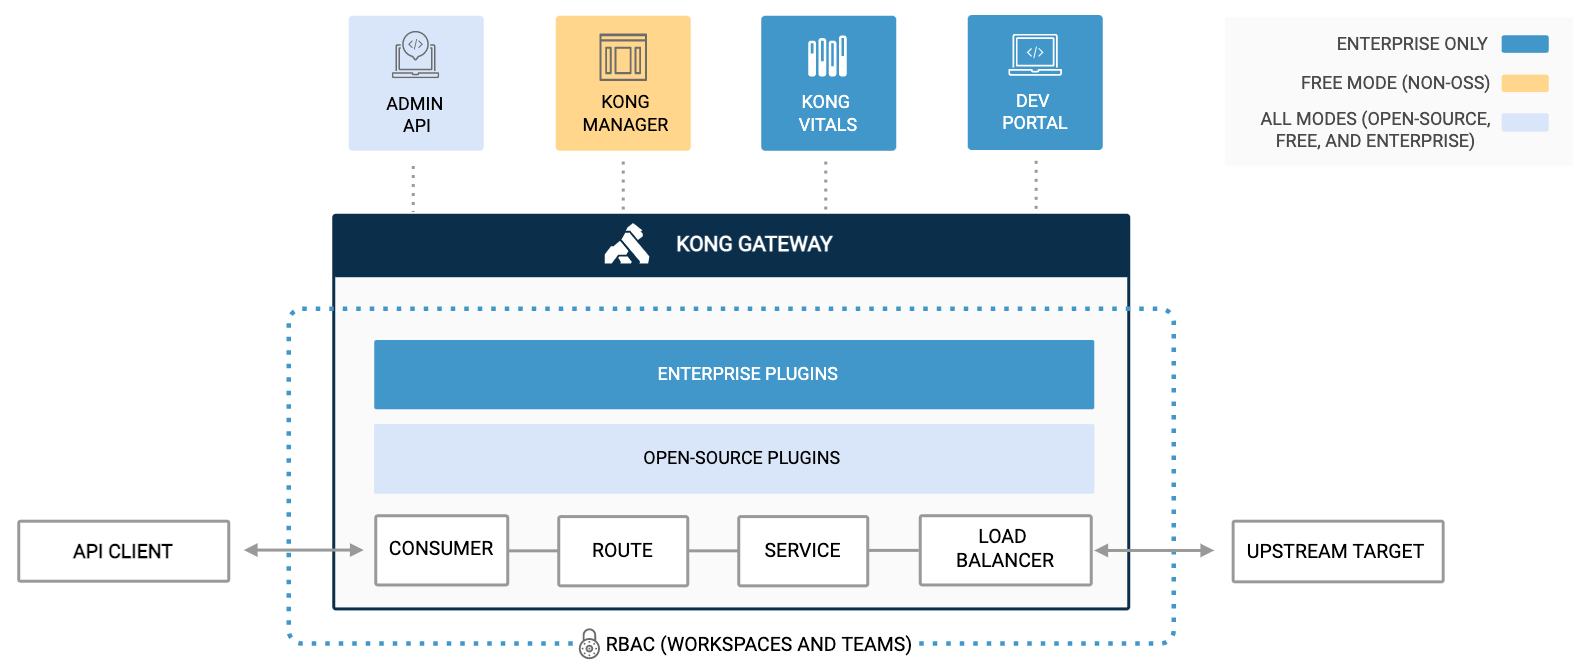 ADMIN
API
KONG
MANAGER
KONG
VITALS
DEV
PORTAL
ENTERPRISE ONLY
FREE MODE (NON-OSS)
ALL MODES (OPEN-SOURCE,
FREE, AND ENTERPRISE)
KONG GATEWAY
ENTERPRISE PLUGINS
OPEN-SOURCE PLUGINS
API CLIENT
CONSUMER
ROUTE
SERVICE
LOAD
BALANCER
UPSTREAM TARGET
RBAC (WORKSPACES AND TEAMS)